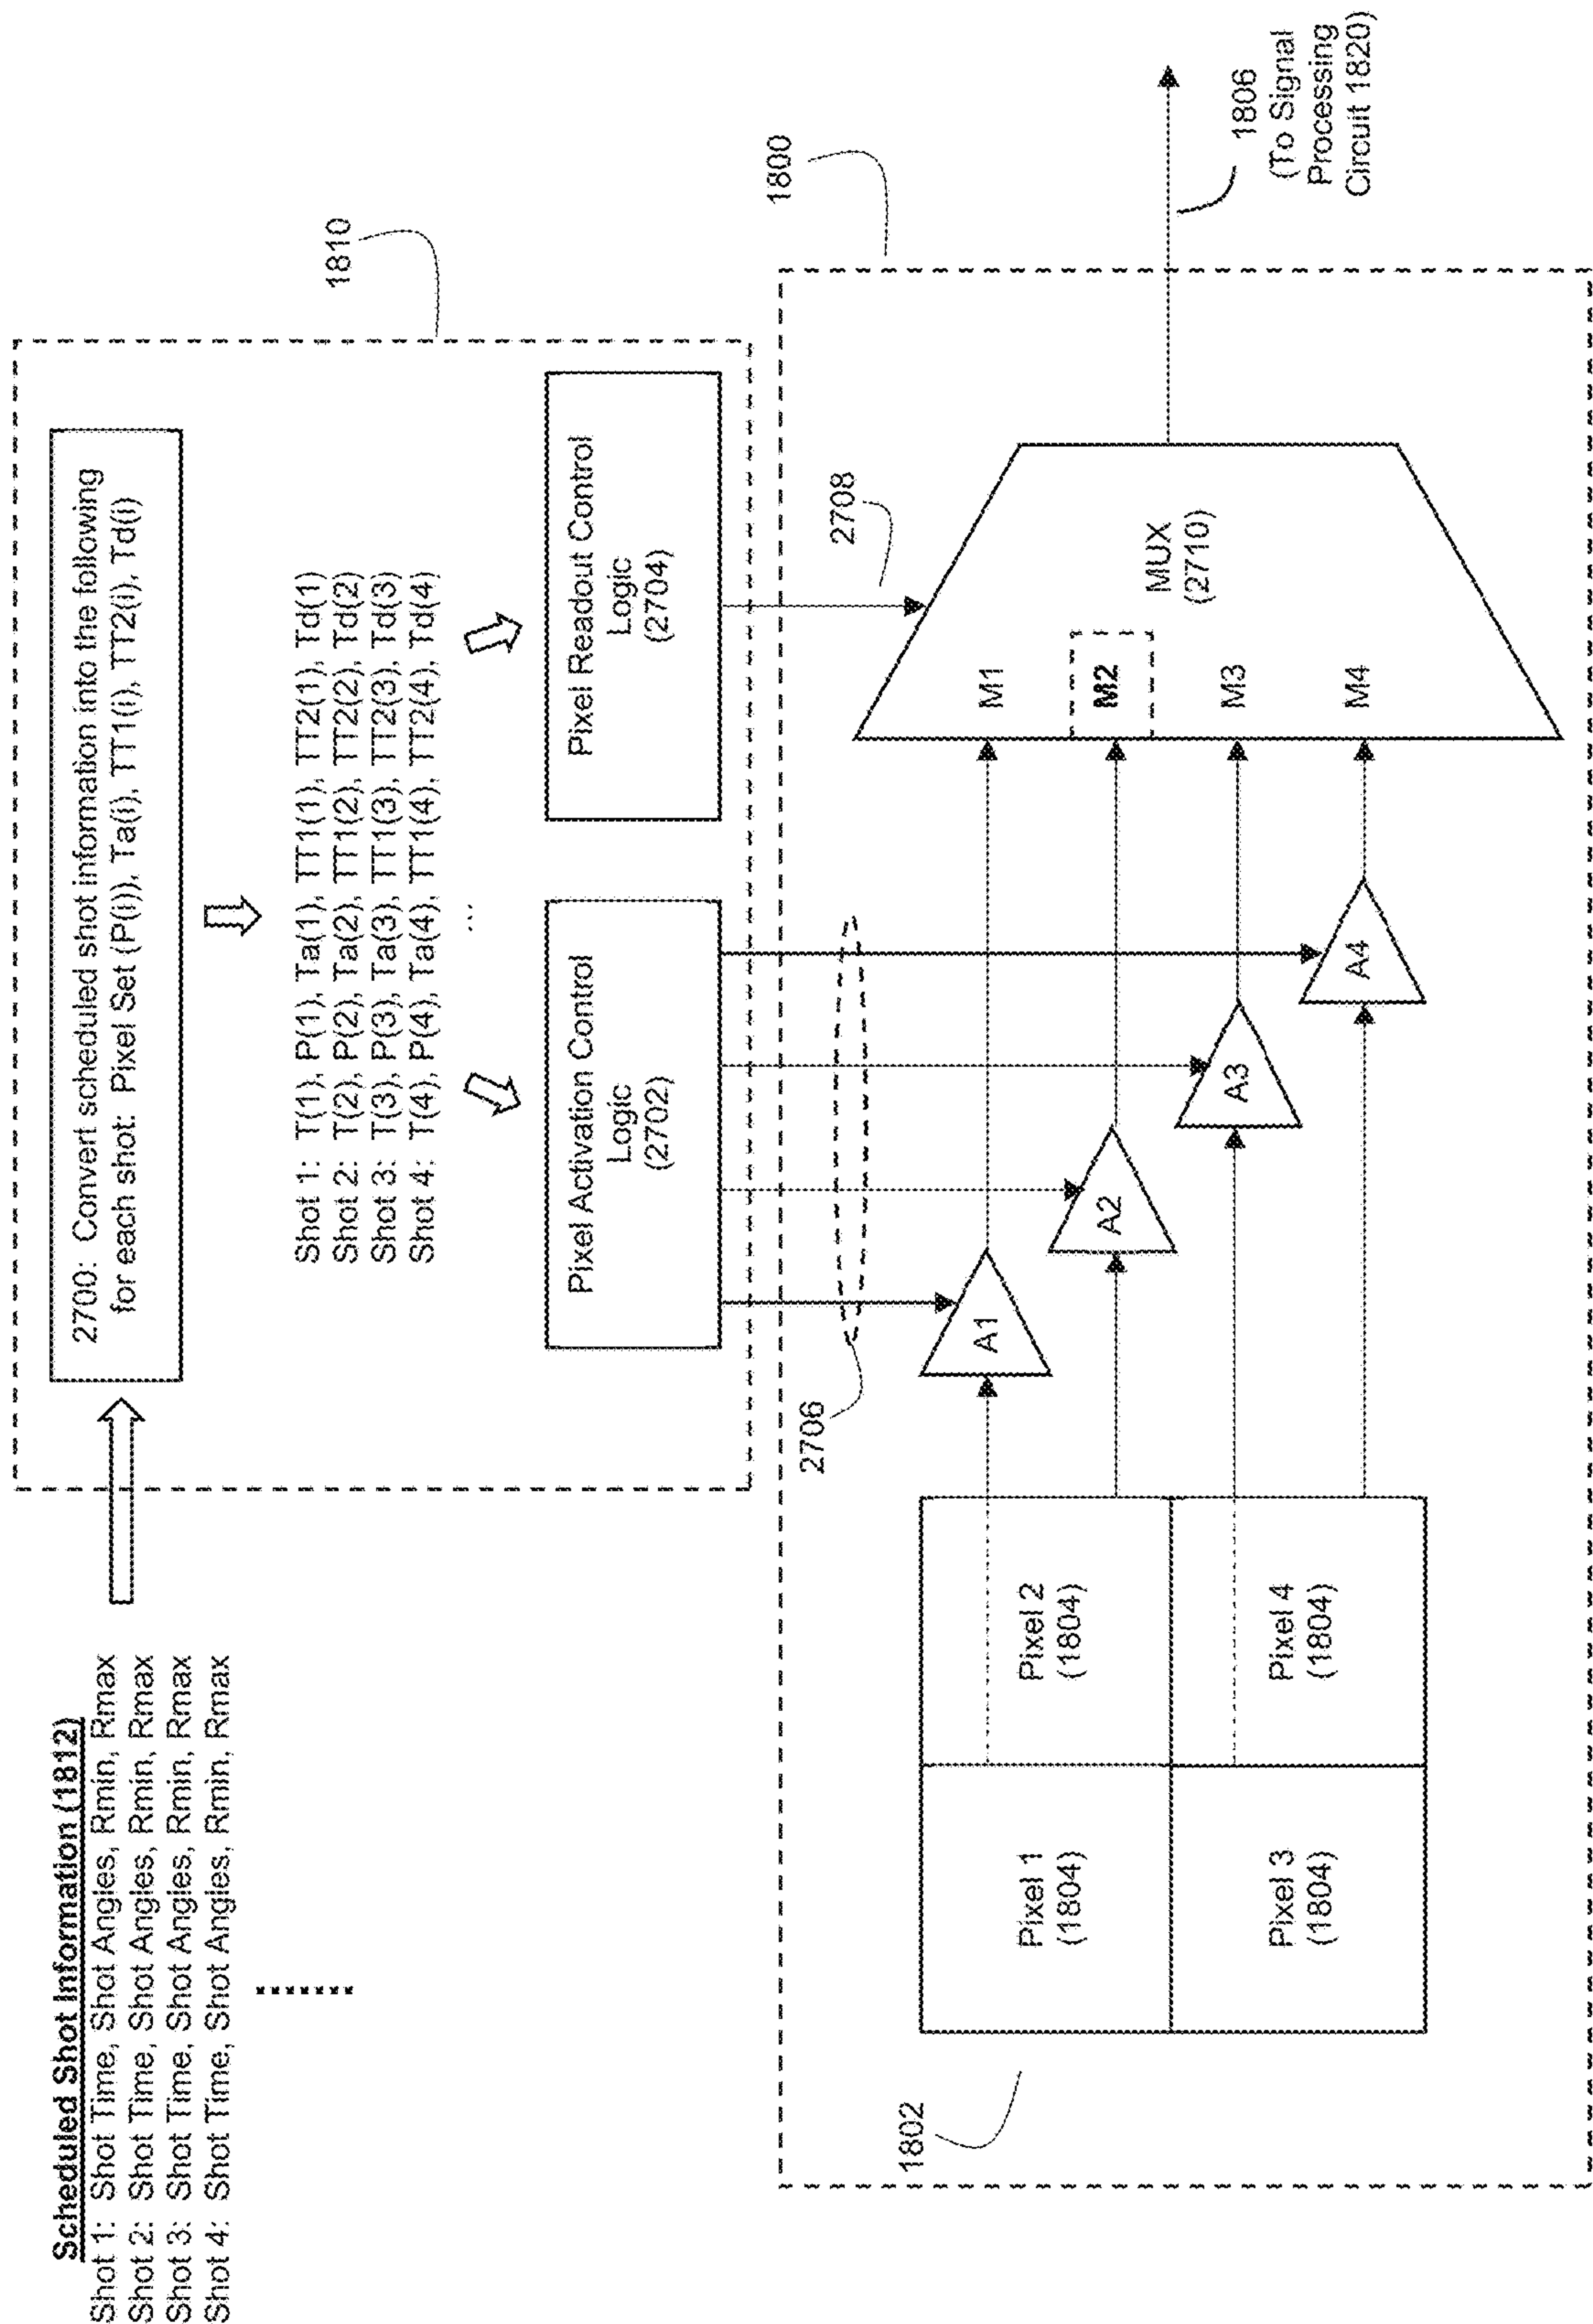 Scheduled Shot Information (1812)
Shot 1: Shot Time, Shot Angles, Rmin, Rmax
Shot 2: Shot Time, Shot Angles, Rmin, Rmax
Shot 3: Shot Time, Shot Angles, Rmin, Rmax
Shot 4: Shot Time, Shot Angles, Rmin, Rmax
.......
2700: Convert scheduled shot information into the following
for each shot: Pixel Set (P(i)), Ta(i), TT1(i), TT2(i), Td(i)
1810
Shot 1: T(1), P(1), Ta(1), TT1(1), TT2(1), Td(1)
Shot 2: T(2), P(2), Ta(2), TT1(2), TT2(2), Td(2)
Shot 3: T(3), P(3), Ta(3), TT1(3), TT2(3), Td(3)
Shot 4: T(4), P(4), Ta(4), TT1(4), TT2(4), Td(4)
...
Pixel Activation Control
Logic
(2702)
Pixel Readout Control
Logic
(2704)
1800
2706
2708
1802
Pixel 1
(1804)
Pixel 2
(1804)
Pixel 3
(1804)
Pixel 4
(1804)
A1
A2
A3
A4
M1
M2
M3
M4
MUX
(2710)
1806
(To Signal
Processing
Circuit 1820)